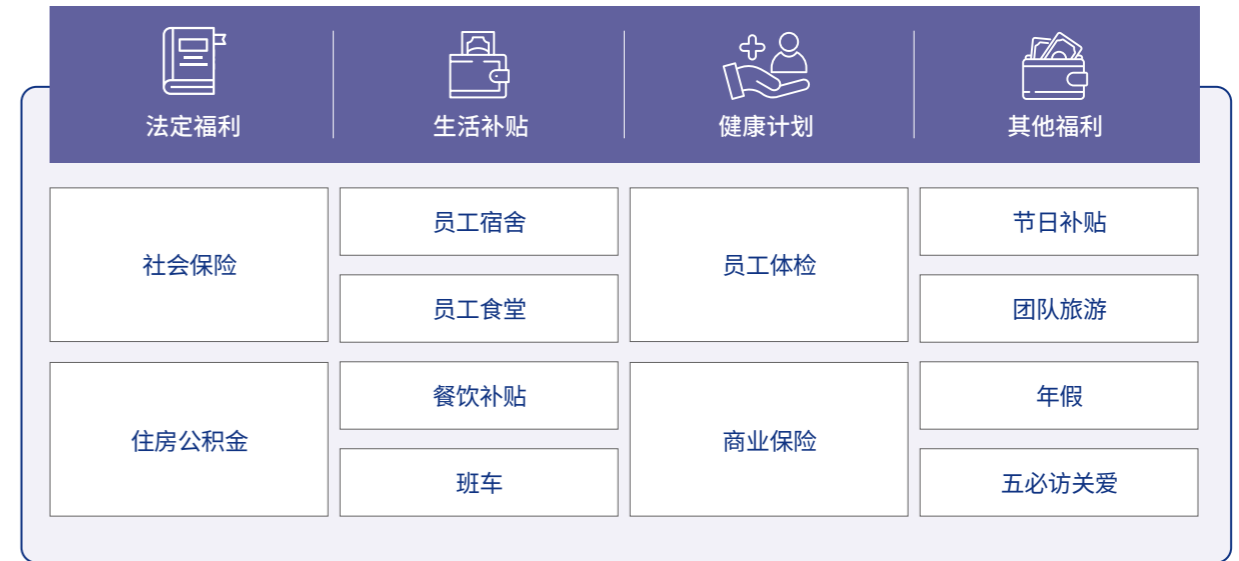 法定福利
生活补贴
健康计划
其他福利
社会保险
住房公积金
员工宿舍
员工食堂
餐饮补贴
班车
员工体检
商业保险
节日补贴
团队旅游
年假
五必访关爱